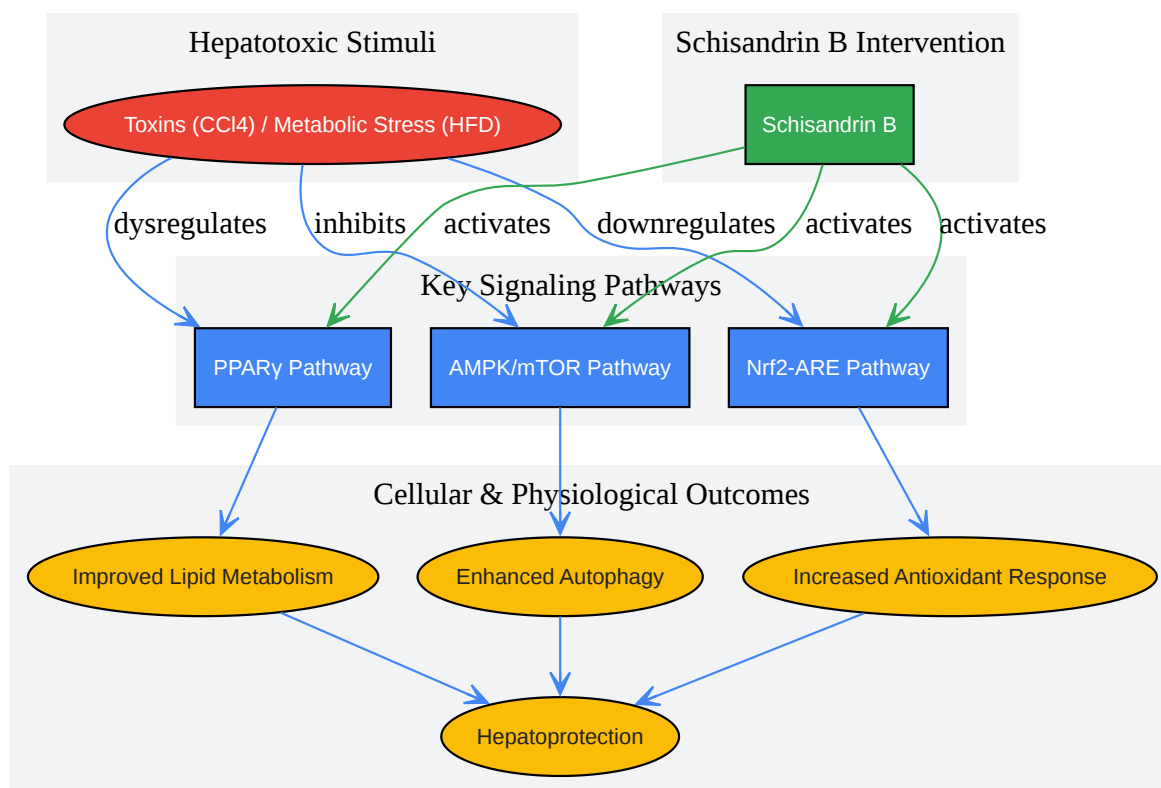 Hepatotoxic Stimuli
Schisandrin B Intervention
Toxins (CCl4) / Metabolic Stress (HFD)
Schisandrin B
dysregulates
inhibits
activates
downregulates
activates
activates
Key Signaling Pathways
PPARγ Pathway
AMPK/mTOR Pathway
Nrf2-ARE Pathway
Cellular & Physiological Outcomes
Improved Lipid Metabolism
Enhanced Autophagy
Increased Antioxidant Response
Hepatoprotection